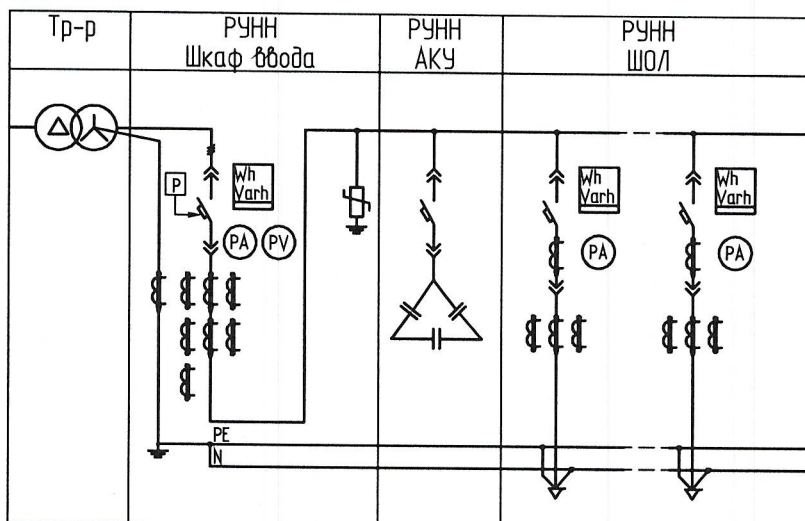 Тр-р
РУНН
Шкаф ввода
РУНН
АКУ
РУНН
ШОЛ
P
Wh
Varh
PA
PV
Wh
Varh
PA
Wh
Varh
PA
PE
N